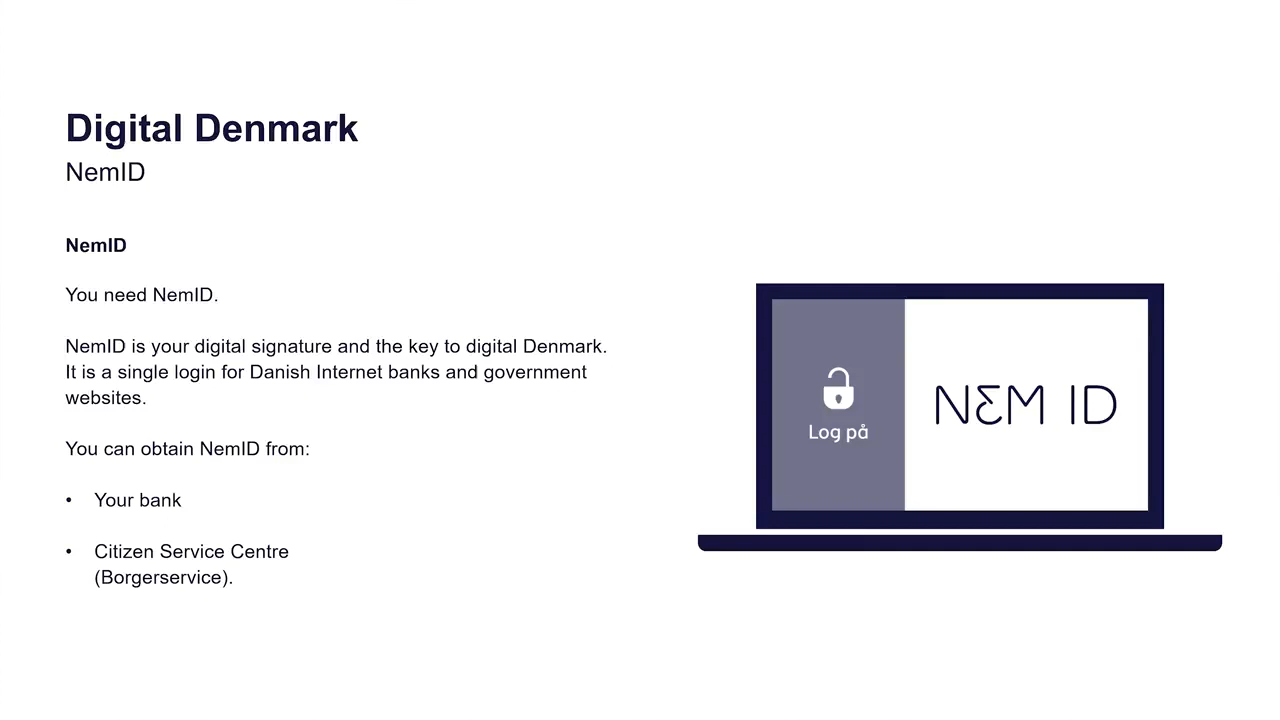 Digital Denmark
NemID
NemID
You need NemID.
NemID is your digital signature and the key to digital Denmark.
It is a single login for Danish Internet banks and government
websites.
You can obtain NemID from:
• Your bank
• Citizen Service Centre
(Borgerservice).
Log på
NEM ID